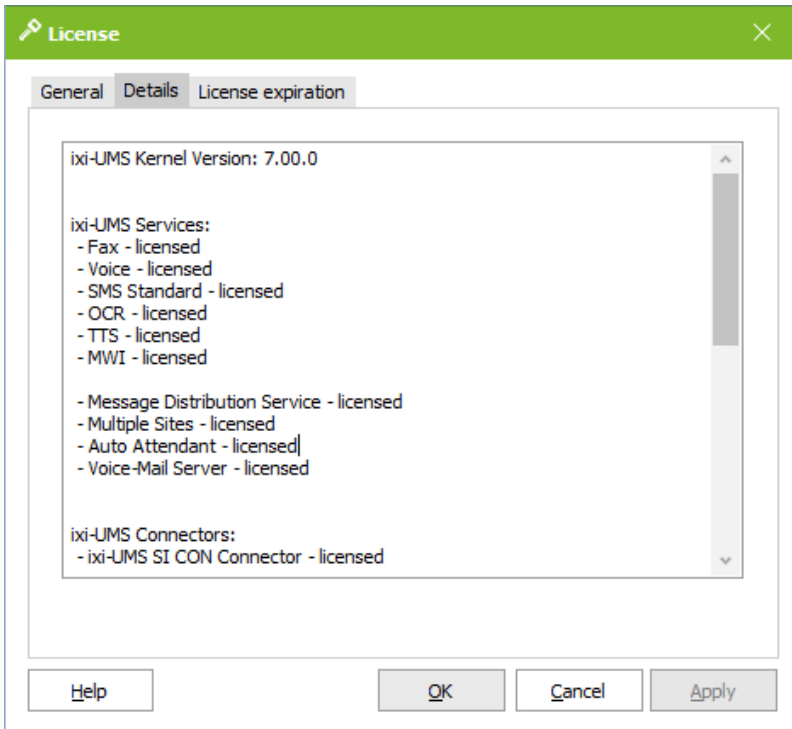 License
General Details License expiration
ixi-UMS Kernel Version: 7.00.0
ixi-UMS Services:
- Fax - licensed
- Voice - licensed
- SMS Standard - licensed
- OCR - licensed
- TTS - licensed
- MWI - licensed
- Message Distribution Service - licensed
- Multiple Sites - licensed
- Auto Attendant - licensed
- Voice-Mail Server - licensed
ixi-UMS Connectors:
- ixi-UMS SI CON Connector - licensed
Help OK Cancel Apply